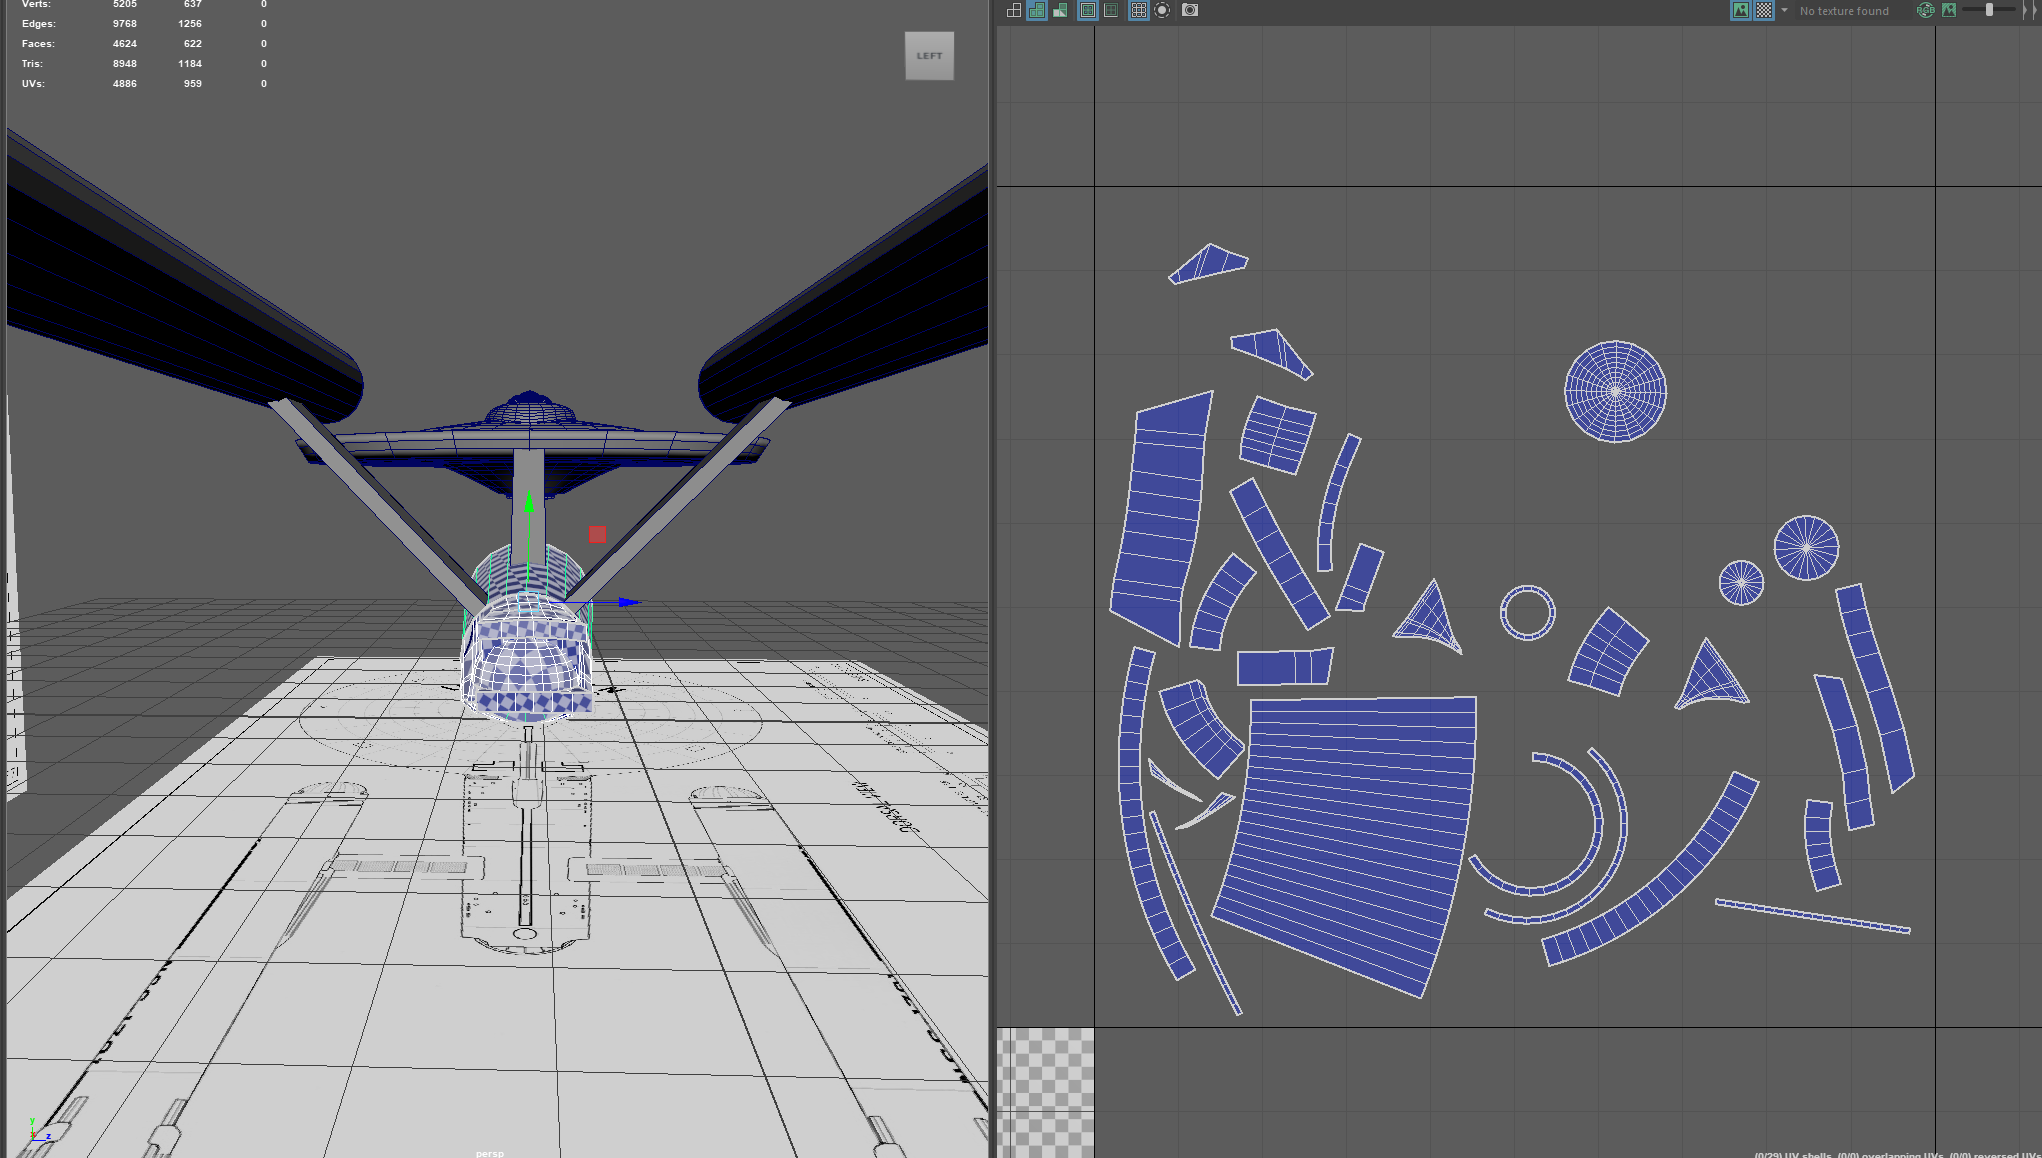 Verts: 5205 637 0
Edges: 9768 1256 0
Faces: 4624 622 0
Tris: 8948 1184 0
UVs: 4886 959 0
LEFT
No texture found
RGB
y
z
persp
(0/29) UV shells, (0/0) overlapping UVs, (0/0) reversed UVs